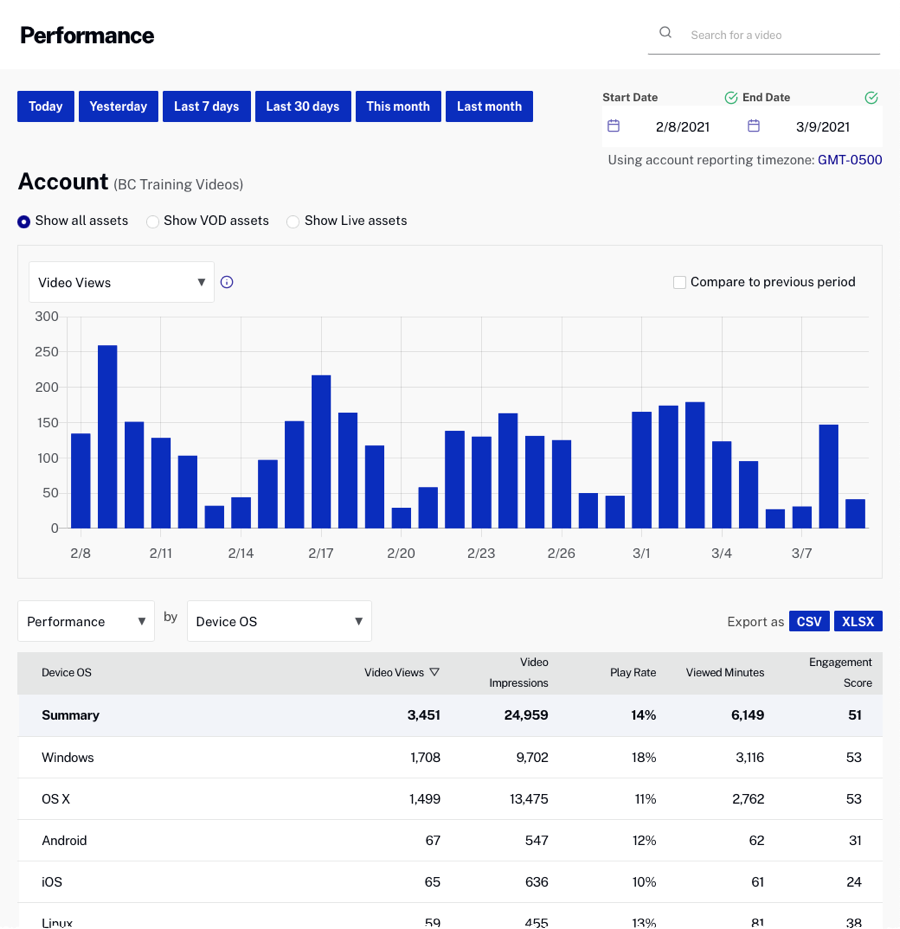 Performance
Search for a video
Today Yesterday Last 7 days Last 30 days This month Last month
Start Date End Date
2/8/2021 3/9/2021
Using account reporting timezone: GMT-0500
Account (BC Training Videos)
Show all assets Show VOD assets Show Live assets
Video Views Compare to previous period
300
250
200
150
100
50
0
2/8 2/11 2/14 2/17 2/20 2/23 2/26 3/1 3/4 3/7
Performance by Device OS Export as CSV XLSX
Device OS Video Views Video Impressions Play Rate Viewed Minutes Engagement Score
Summary 3,451 24,959 14% 6,149 51
Windows 1,708 9,702 18% 3,116 53
OS X 1,499 13,475 11% 2,762 53
Android 67 547 12% 62 31
iOS 65 636 10% 61 24
Linux 59 455 13% 81 38